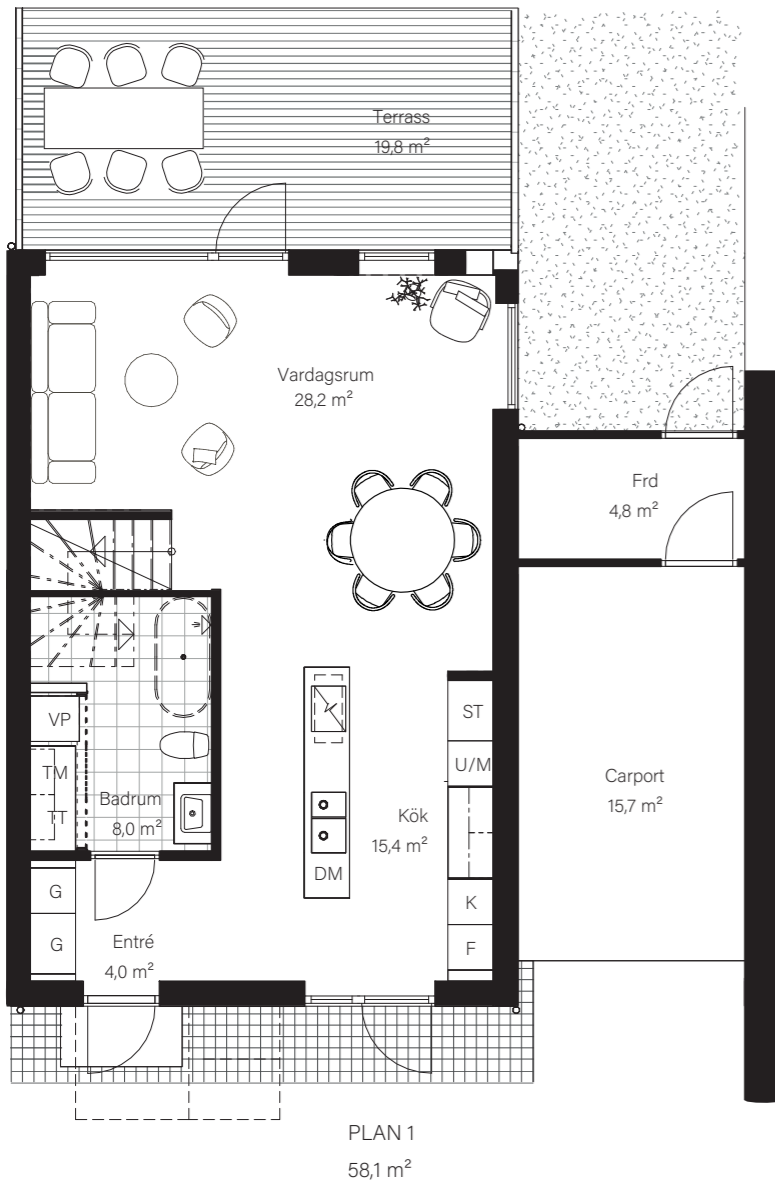 Terrass
19,8 m²
Vardagsrum
28,2 m²
Frd
4,8 m²
VP
ST
TM
U/M
TT
Badrum
8,0 m²
Kök
15,4 m²
Carport
15,7 m²
DM
G
K
G
Entré
4,0 m²
F
PLAN 1
58,1 m²